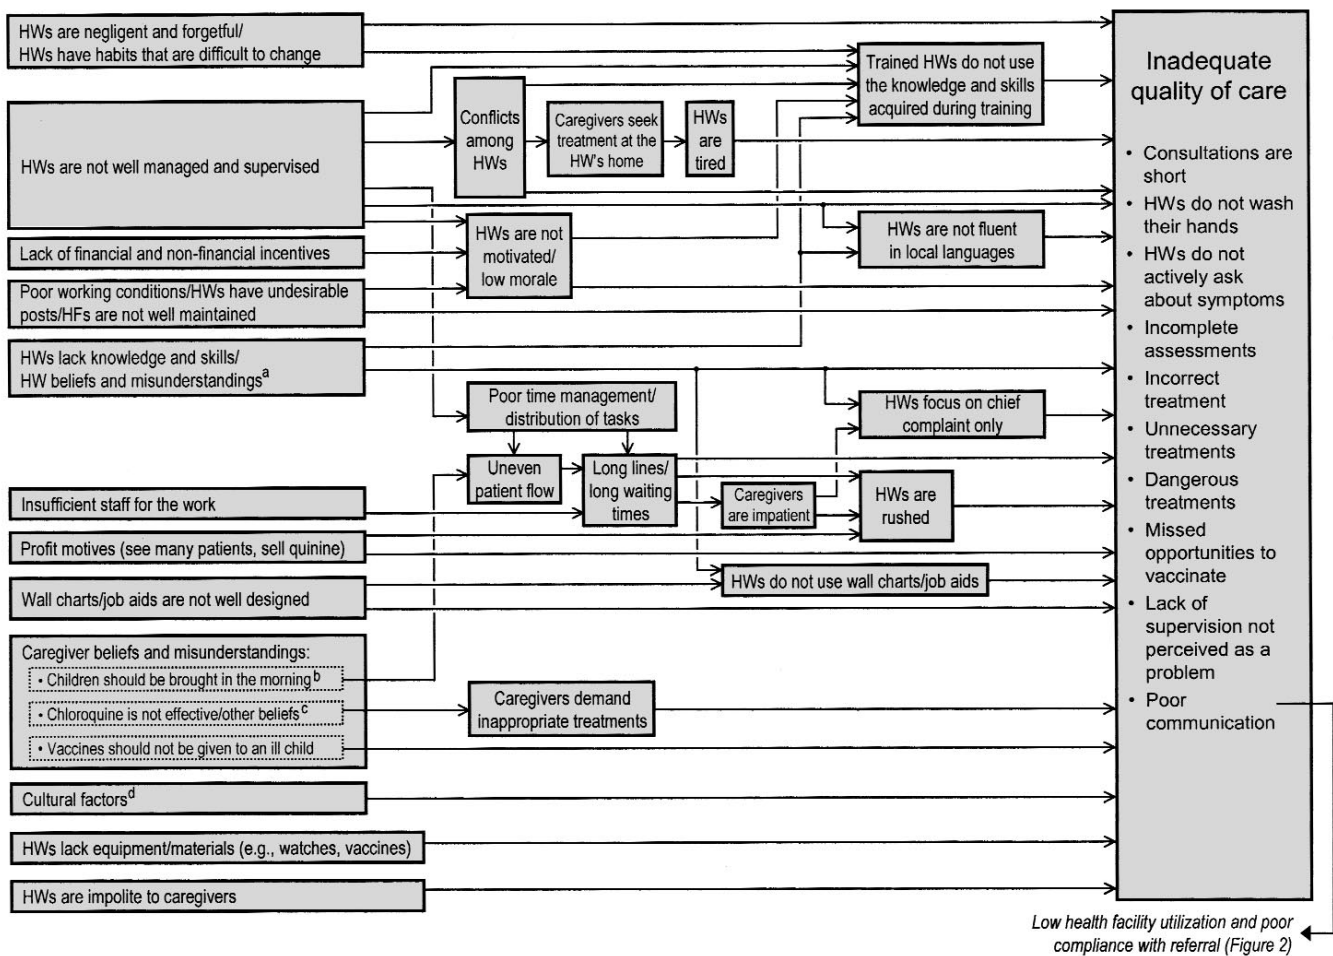 HWs are negligent and forgetful/
HWs have habits that are difficult to change
HWs are not well managed and supervised
Lack of financial and non-financial incentives
Poor working conditions/HWs have undesirable
posts/HFs are not well maintained
HWs lack knowledge and skills/
HW beliefs and misunderstandings^a
Insufficient staff for the work
Profit motives (see many patients, sell quinine)
Wall charts/job aids are not well designed
Caregiver beliefs and misunderstandings:
• Children should be brought in the morning^b
• Chloroquine is not effective/other beliefs^c
• Vaccines should not be given to an ill child
Cultural factors^d
HWs lack equipment/materials (e.g., watches, vaccines)
HWs are impolite to caregivers
Conflicts
among
HWs
Caregivers seek
treatment at the
HW's home
HWs
are
tired
Trained HWs do not use
the knowledge and skills
acquired during training
HWs are not
motivated/
low morale
HWs are not fluent
in local languages
Poor time management/
distribution of tasks
Uneven
patient flow
Long lines/
long waiting
times
Caregivers
are impatient
HWs focus on chief
complaint only
HWs are
rushed
HWs do not use wall charts/job aids
Caregivers demand
inappropriate treatments
Inadequate
quality of care
• Consultations are
short
• HWs do not wash
their hands
• HWs do not
actively ask
about symptoms
• Incomplete
assessments
• Incorrect
treatment
• Unnecessary
treatments
• Dangerous
treatments
• Missed
opportunities to
vaccinate
• Lack of
supervision not
perceived as a
problem
• Poor
communication
Low health facility utilization and poor
compliance with referral (Figure 2)